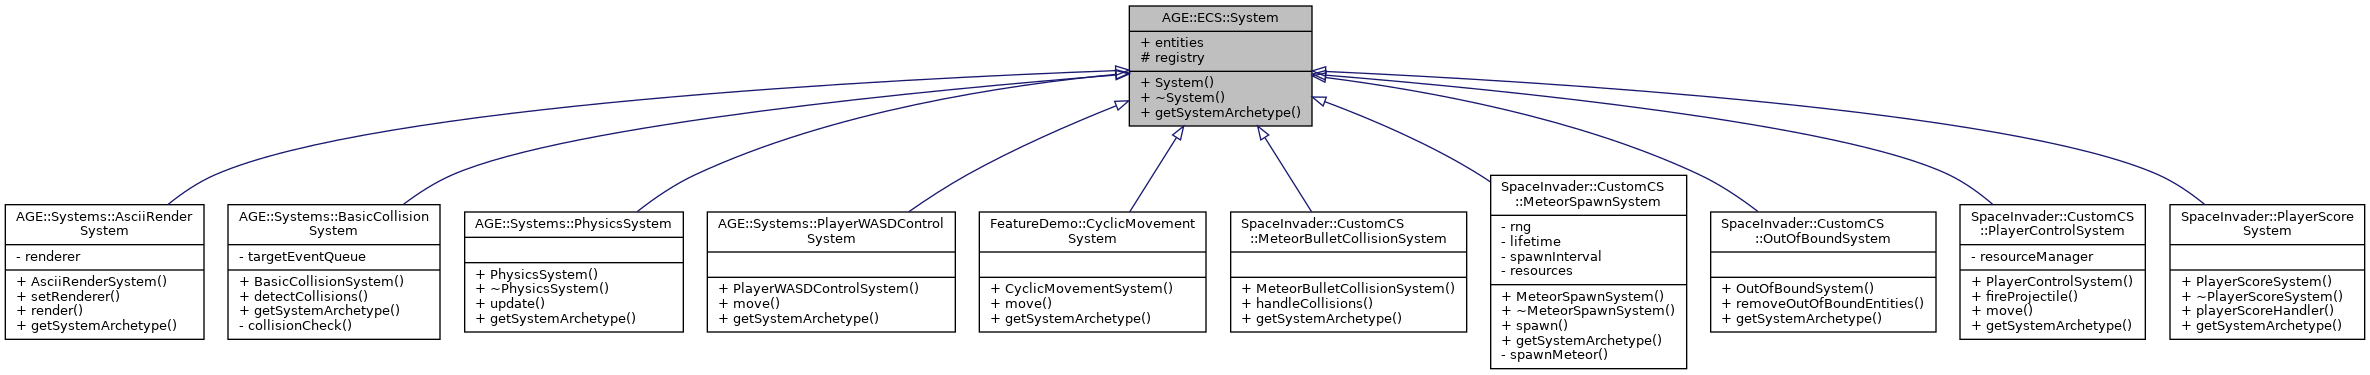 AGE::ECS::System
+ entities
# registry
+ System()
+ ~System()
+ getSystemArchetype()
AGE::Systems::AsciiRender
System
- renderer
+ AsciiRenderSystem()
+ setRenderer()
+ render()
+ getSystemArchetype()
AGE::Systems::BasicCollision
System
- targetEventQueue
+ BasicCollisionSystem()
+ detectCollisions()
+ getSystemArchetype()
- collisionCheck()
AGE::Systems::PhysicsSystem
+ PhysicsSystem()
+ ~PhysicsSystem()
+ update()
+ getSystemArchetype()
AGE::Systems::PlayerWASDControl
System
+ PlayerWASDControlSystem()
+ move()
+ getSystemArchetype()
FeatureDemo::CyclicMovement
System
+ CyclicMovementSystem()
+ move()
+ getSystemArchetype()
SpaceInvader::CustomCS
::MeteorBulletCollisionSystem
+ MeteorBulletCollisionSystem()
+ handleCollisions()
+ getSystemArchetype()
SpaceInvader::CustomCS
::MeteorSpawnSystem
- rng
- lifetime
- spawnInterval
- resources
+ MeteorSpawnSystem()
+ ~MeteorSpawnSystem()
+ spawn()
+ getSystemArchetype()
- spawnMeteor()
SpaceInvader::CustomCS
::OutOfBoundSystem
+ OutOfBoundSystem()
+ removeOutOfBoundEntities()
+ getSystemArchetype()
SpaceInvader::CustomCS
::PlayerControlSystem
- resourceManager
+ PlayerControlSystem()
+ fireProjectile()
+ move()
+ getSystemArchetype()
SpaceInvader::PlayerScore
System
+ PlayerScoreSystem()
+ ~PlayerScoreSystem()
+ playerScoreHandler()
+ getSystemArchetype()